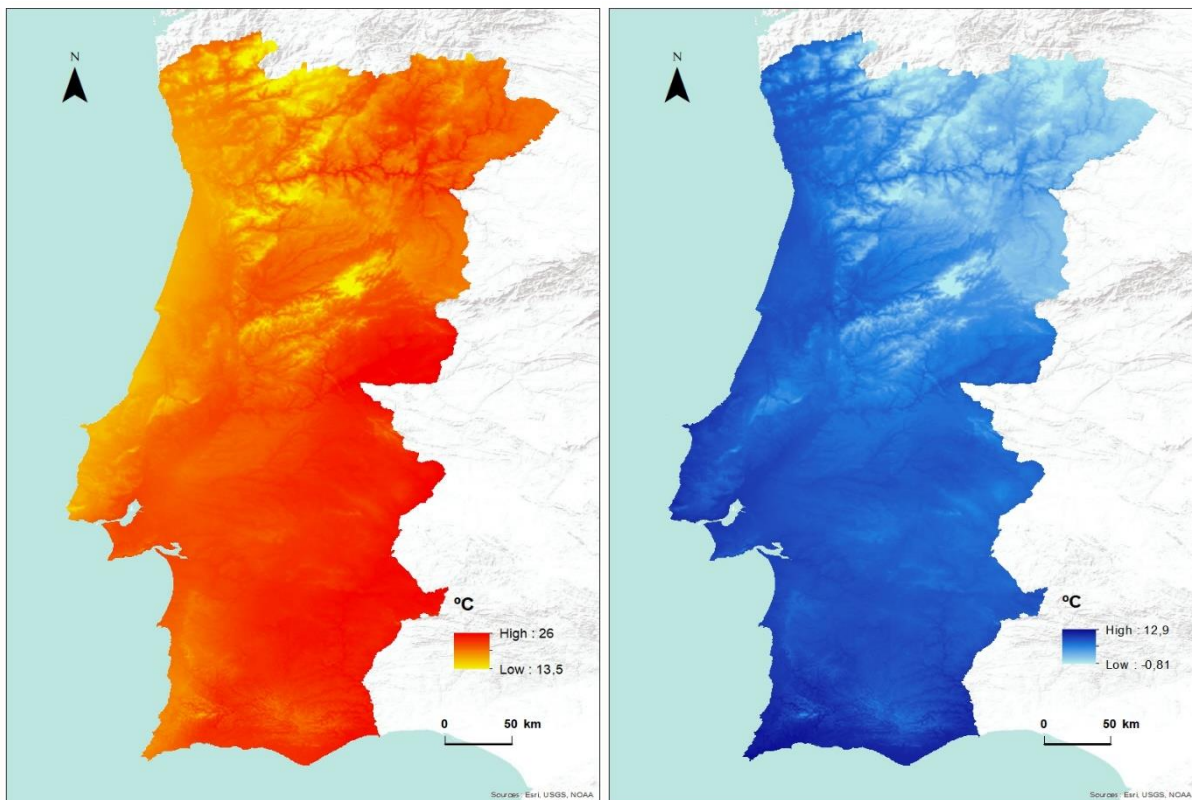 N
ºC
High : 26
Low : 13,5
0 50 km
Sources: Esri, USGS, NOAA
N
ºC
High : 12,9
Low : -0,81
0 50 km
Sources: Esri, USGS, NOAA